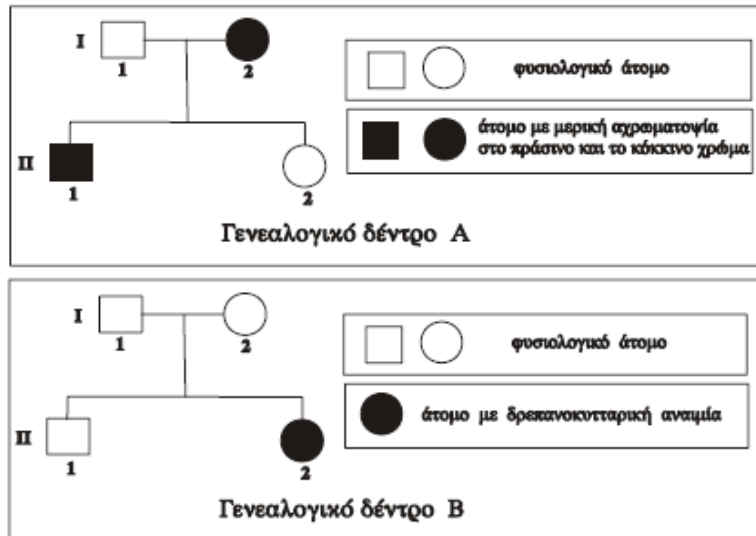 I
1
2
φυσιολογικό άτομο
άτομο με μερική αχρωματοψία
στο πράσινο και το κόκκινο χρώμα
II
1
2
Γενεαλογικό δέντρο Α
I
1
2
φυσιολογικό άτομο
άτομο με δρεπανοκυτταρική αναιμία
II
1
2
Γενεαλογικό δέντρο Β